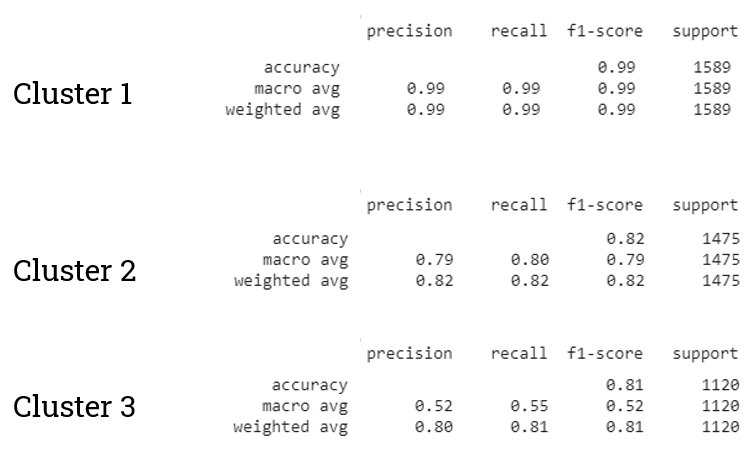 precision recall f1-score support
accuracy 0.99 1589
Cluster 1
macro avg 0.99 0.99 0.99 1589
weighted avg 0.99 0.99 0.99 1589
precision recall f1-score support
accuracy 0.82 1475
Cluster 2
macro avg 0.79 0.80 0.79 1475
weighted avg 0.82 0.82 0.82 1475
precision recall f1-score support
accuracy 0.81 1120
Cluster 3
macro avg 0.52 0.55 0.52 1120
weighted avg 0.80 0.81 0.81 1120